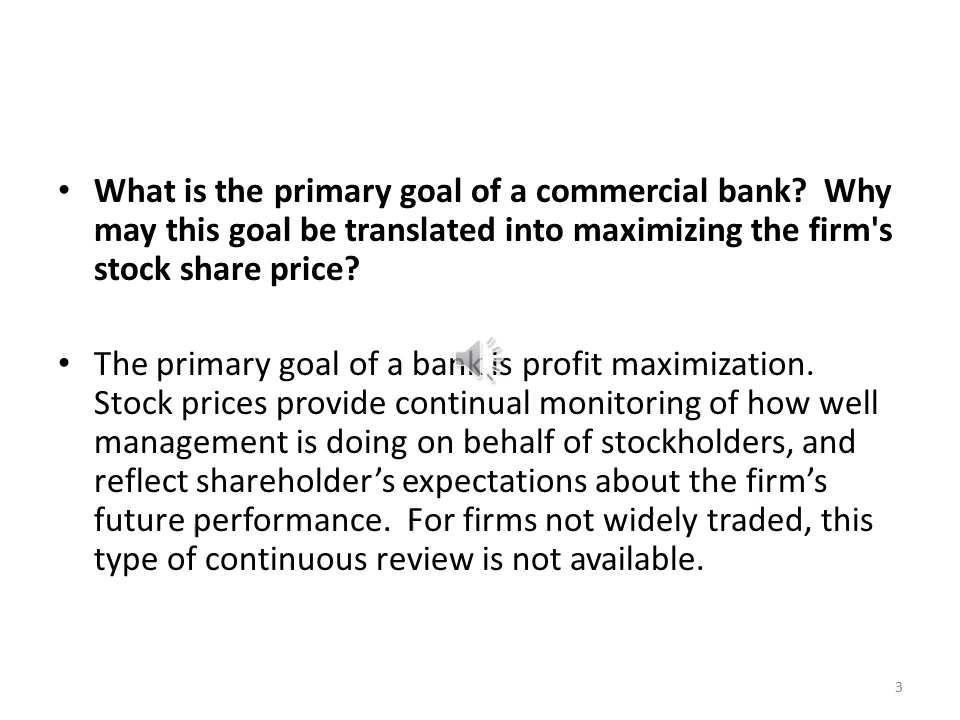 • What is the primary goal of a commercial bank?  Why
may this goal be translated into maximizing the firm's
stock share price?
• The primary goal of a bank is profit maximization.
Stock prices provide continual monitoring of how well
management is doing on behalf of stockholders, and
reflect shareholder’s expectations about the firm’s
future performance.  For firms not widely traded, this
type of continuous review is not available.
3